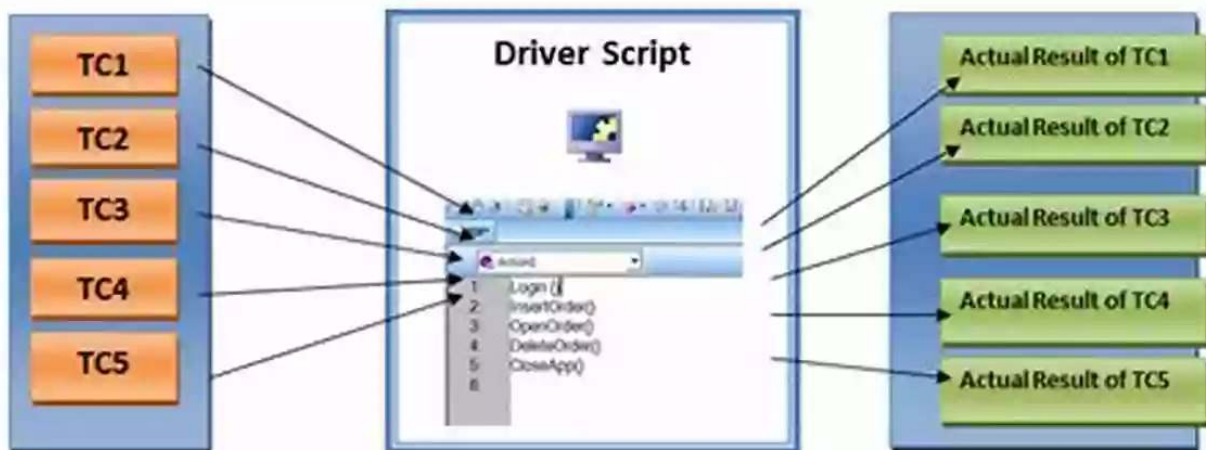 TC1
TC2
TC3
TC4
TC5
Driver Script
1 Login ()
2 InsertOrder()
3 OpenOrder()
4 DeleteOrder()
5 CloseApp()
6
Actual Result of TC1
Actual Result of TC2
Actual Result of TC3
Actual Result of TC4
Actual Result of TC5